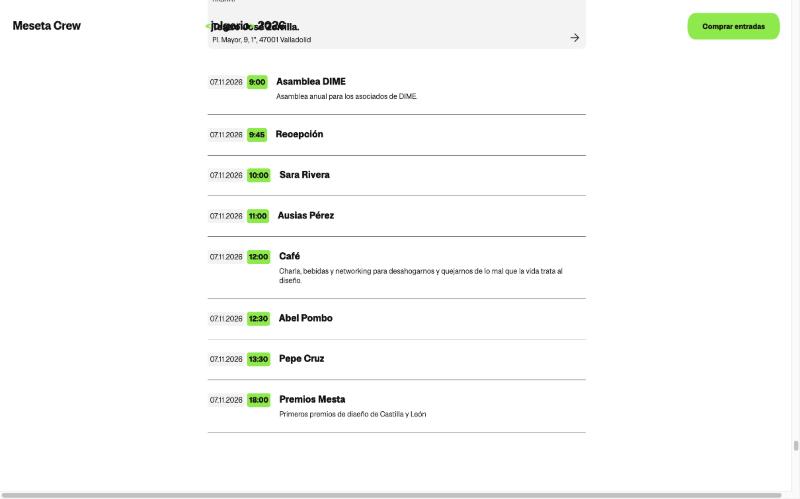 Meseta Crew
Comprar entradas
Pl. Mayor, 9, 1°, 47001 Valladolid
07.11.2026 9:00 Asamblea DIME
Asamblea anual para los asociados de DIME.
07.11.2026 9:45 Recepción
07.11.2026 10:00 Sara Rivera
07.11.2026 11:00 Ausias Pérez
07.11.2026 12:00 Café
Charla, bebidas y networking para desahogarnos y quejarnos de lo mal que la vida trata al
diseño.
07.11.2026 12:30 Abel Pombo
07.11.2026 13:30 Pepe Cruz
07.11.2026 18:00 Premios Mesta
Primeros premios de diseño de Castilla y León